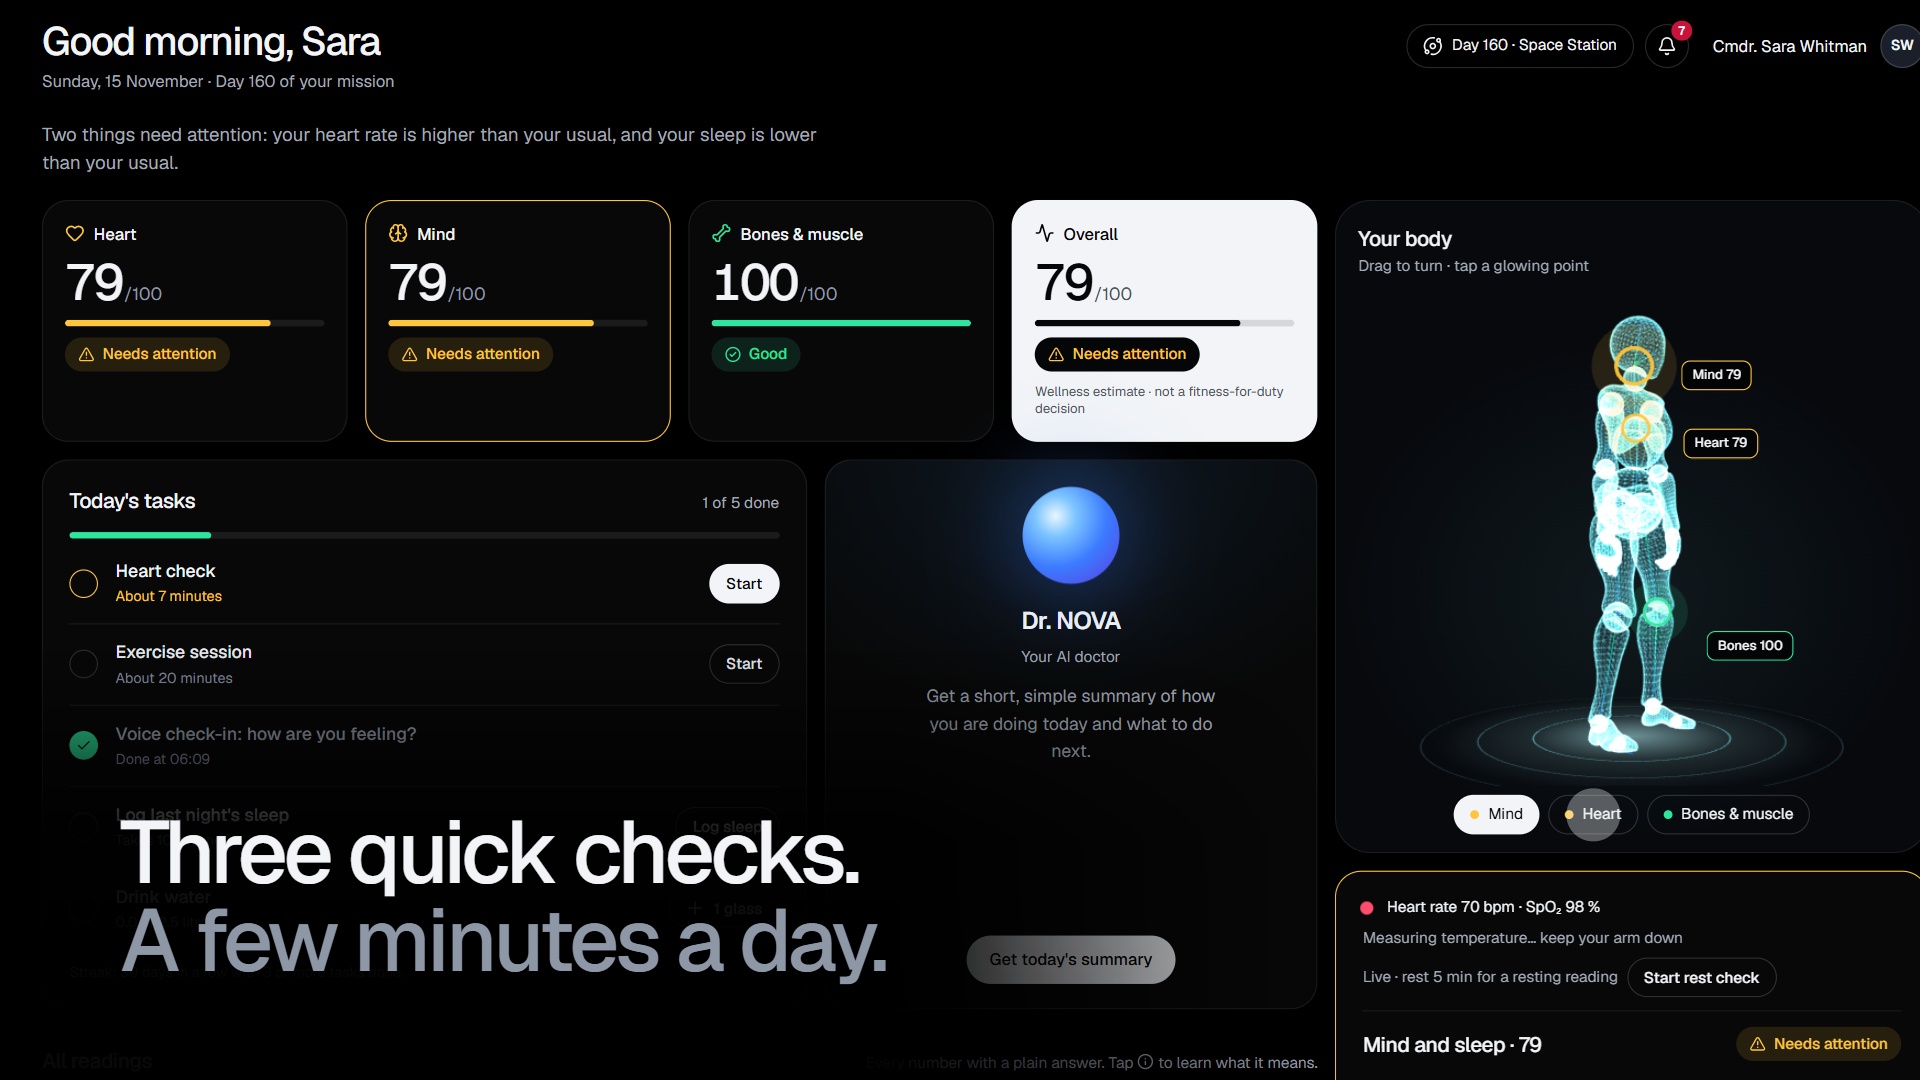 Good morning, Sara
Sunday, 15 November · Day 160 of your mission
Day 160 · Space Station
7
Cmdr. Sara Whitman
SW
Two things need attention: your heart rate is higher than your usual, and your sleep is lower
than your usual.
Heart
79/100
Needs attention
Mind
79/100
Needs attention
Bones & muscle
100/100
Good
Overall
79/100
Needs attention
Wellness estimate · not a fitness-for-duty
decision
Your body
Drag to turn · tap a glowing point
Mind 79
Heart 79
Bones 100
Mind
Heart
Bones & muscle
Today's tasks
1 of 5 done
Heart check
About 7 minutes
Start
Exercise session
About 20 minutes
Start
Voice check-in: how are you feeling?
Done at 06:09
Log last night's sleep
Log sleep
Drink water
1 glass
Three quick checks.
A few minutes a day.
Dr. NOVA
Your AI doctor
Get a short, simple summary of how
you are doing today and what to do
next.
Get today's summary
Heart rate 70 bpm · SpO₂ 98 %
Measuring temperature... keep your arm down
Live · rest 5 min for a resting reading
Start rest check
Mind and sleep · 79
Needs attention
All readings
Every number with a plain answer. Tap ⓘ to learn what it means.